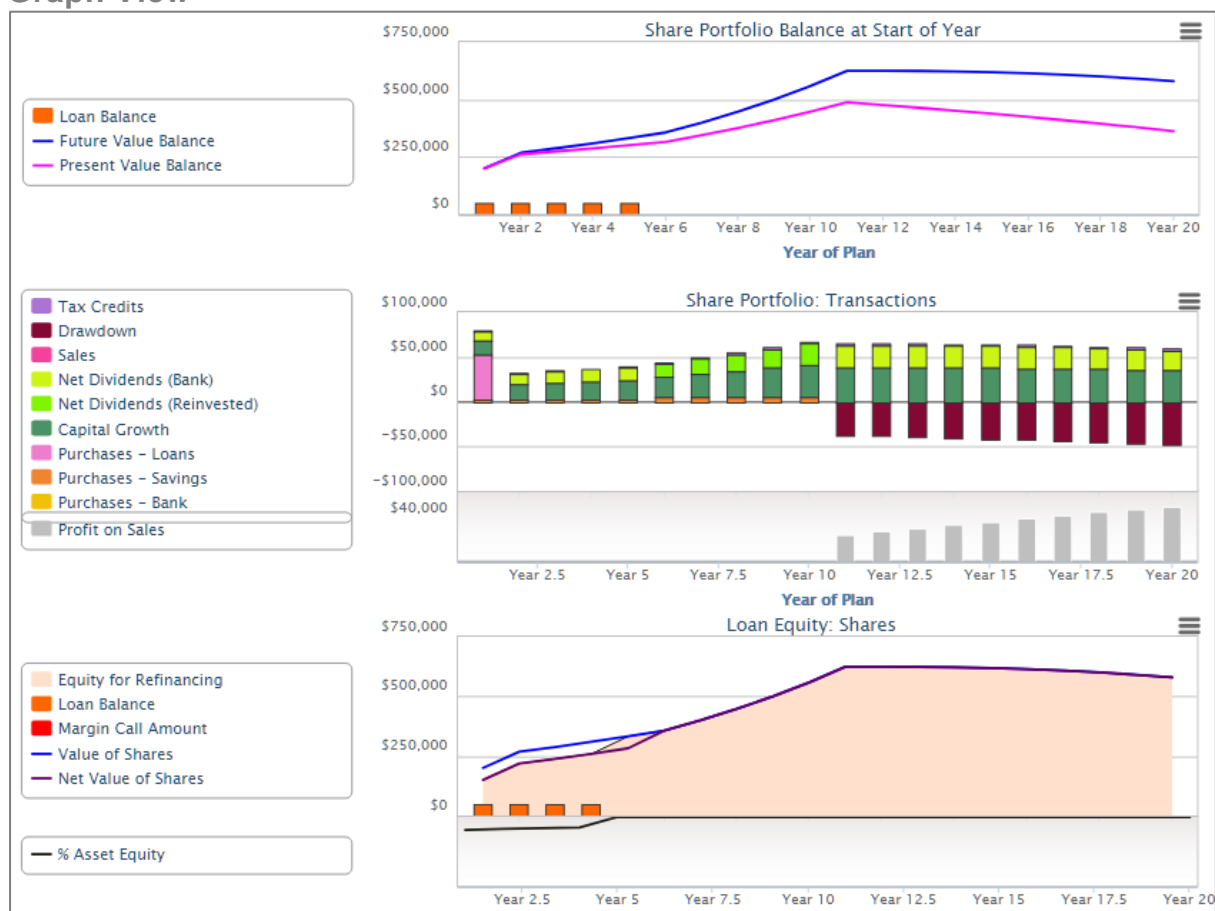 Graph View
Share Portfolio Balance at Start of Year
$750,000
$500,000
$250,000
$0
Loan Balance
Future Value Balance
Present Value Balance
Year 2
Year 4
Year 6
Year 8
Year 10
Year 12
Year 14
Year 16
Year 18
Year 20
Year of Plan
Share Portfolio: Transactions
$100,000
$50,000
$0
-$50,000
-$100,000
$40,000
Tax Credits
Drawdown
Sales
Net Dividends (Bank)
Net Dividends (Reinvested)
Capital Growth
Purchases - Loans
Purchases - Savings
Purchases - Bank
Profit on Sales
Year 2.5
Year 5
Year 7.5
Year 10
Year 12.5
Year 15
Year 17.5
Year 20
Year of Plan
Loan Equity: Shares
$750,000
$500,000
$250,000
$0
Equity for Refinancing
Loan Balance
Margin Call Amount
Value of Shares
Net Value of Shares
% Asset Equity
Year 2.5
Year 5
Year 7.5
Year 10
Year 12.5
Year 15
Year 17.5
Year 20